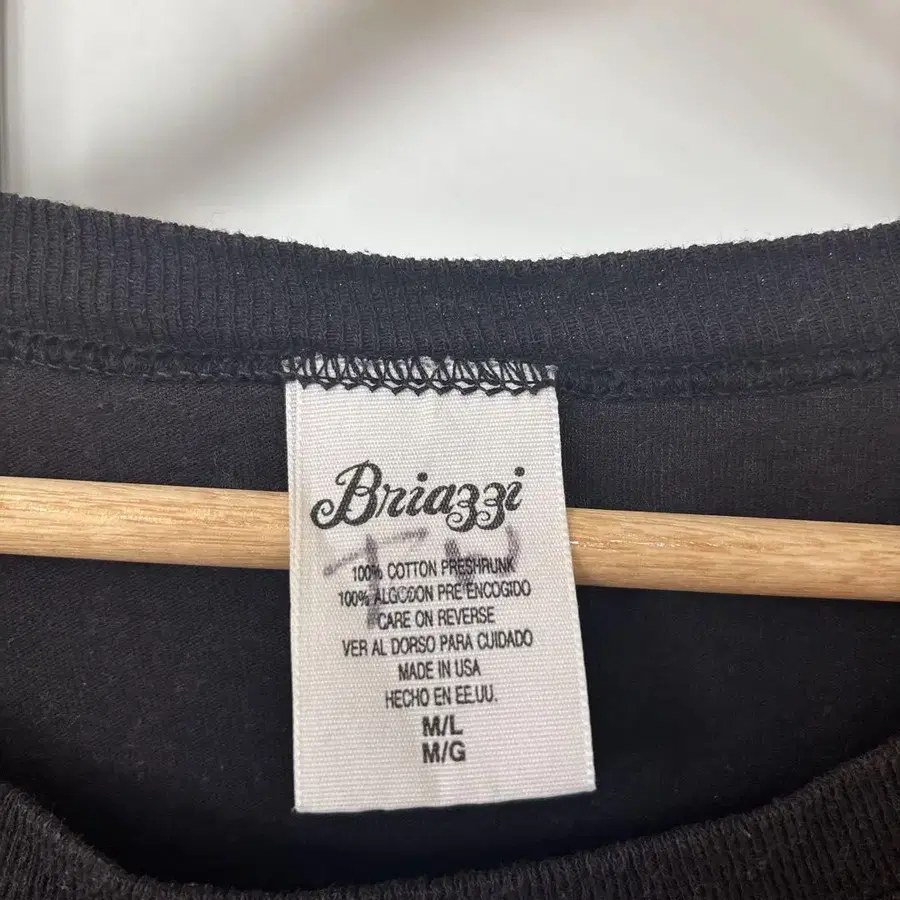 Briazzi
100% COTTON PRESHRUNK
100% ALGODON PRE ENCOGIDO
CARE ON REVERSE
VER AL DORSO PARA CUIDADO
MADE IN USA
HECHO EN EE.UU.
M/L
M/G